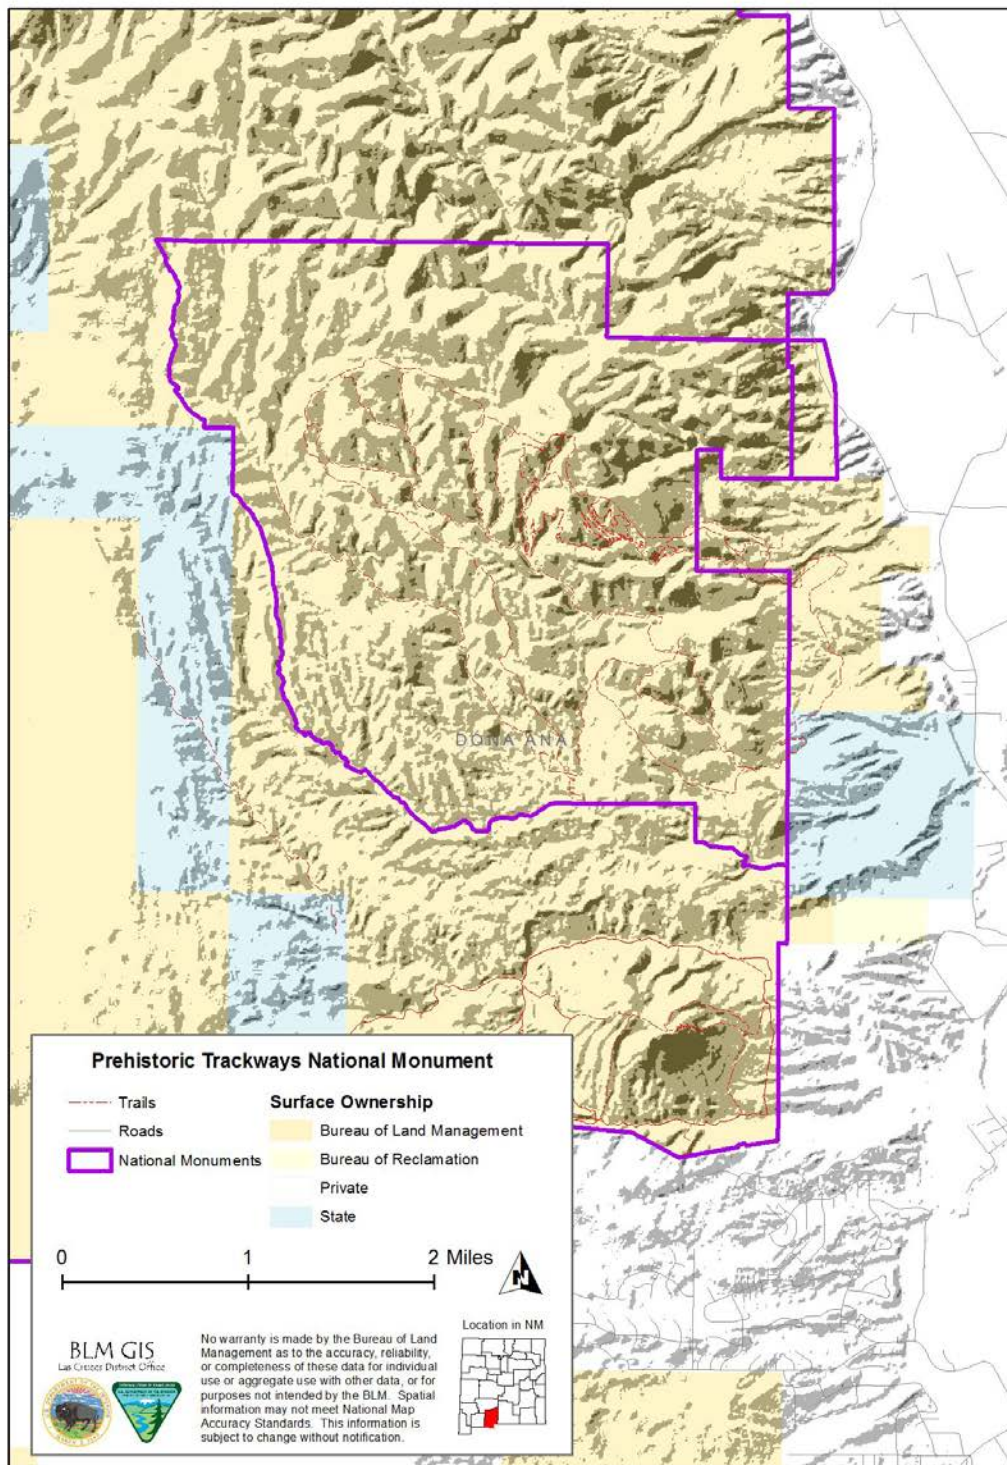 DONA ANA
Prehistoric Trackways National Monument
Trails
Roads
National Monuments
Surface Ownership
Bureau of Land Management
Bureau of Reclamation
Private
State
0 1 2 Miles
N
BLM GIS
Las Cruces District Office
No warranty is made by the Bureau of Land
Management as to the accuracy, reliability,
or completeness of these data for individual
use or aggregate use with other data, or for
purposes not intended by the BLM. Spatial
information may not meet National Map
Accuracy Standards. This information is
subject to change without notification.
Location in NM